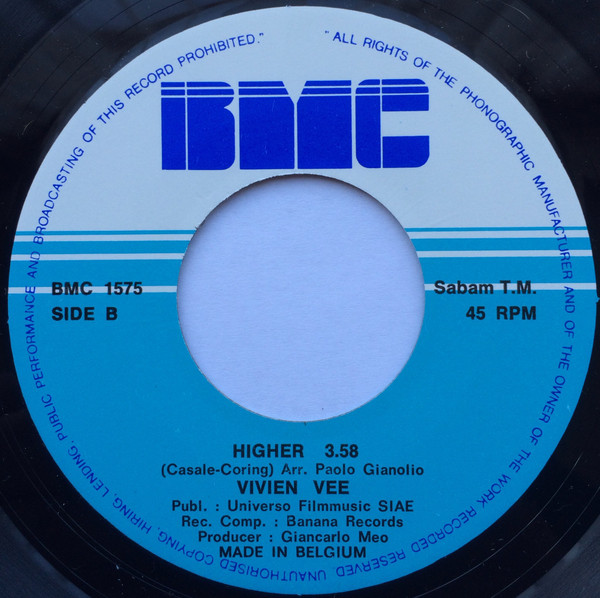 "ALL RIGHTS OF THE PHONOGRAPHIC MANUFACTURER AND OF THE OWNER OF THE WORK RECORDED RESERVED. UNAUTHORISED COPYING, HIRING, LENDING, PUBLIC PERFORMANCE AND BROADCASTING OF THIS RECORD PROHIBITED."
BMC
BMC 1575
SIDE B
Sabam T.M.
45 RPM
HIGHER 3.58
(Casale-Coring) Arr. Paolo Gianolio
VIVIEN VEE
Publ. : Universo Filmmusic SIAE
Rec. Comp. : Banana Records
Producer : Giancarlo Meo
MADE IN BELGIUM